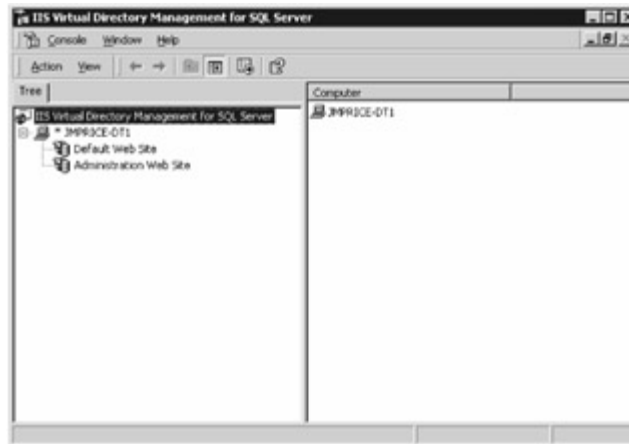 IIS Virtual Directory Management for SQL Server
Console Window Help
Action View
Tree
Computer
IIS Virtual Directory Management for SQL Server
JMPRICE-DT1
* JMPRICE-DT1
Default Web Site
Administration Web Site